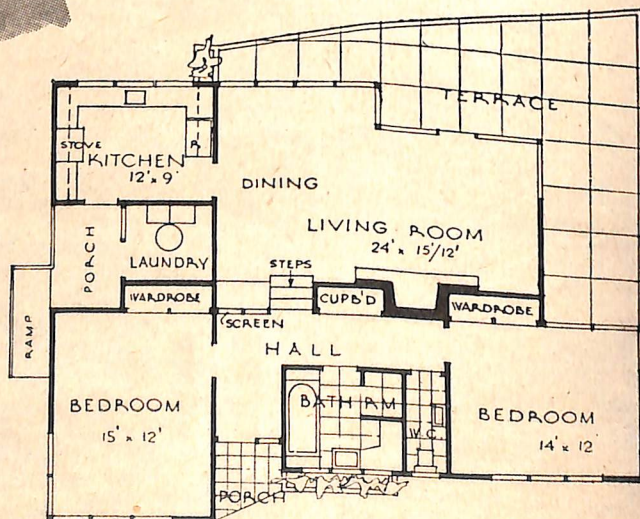 TERRACE
STOVE
R
KITCHEN
12' x 9'
DINING
LIVING ROOM
24' x 15'/12'
PORCH
LAUNDRY
STEPS
WARDROBE
CUPB'D
WARDROBE
RAMP
SCREEN
HALL
BEDROOM
15' x 12'
BATH RM
W.C.
BEDROOM
14' x 12'
PORCH